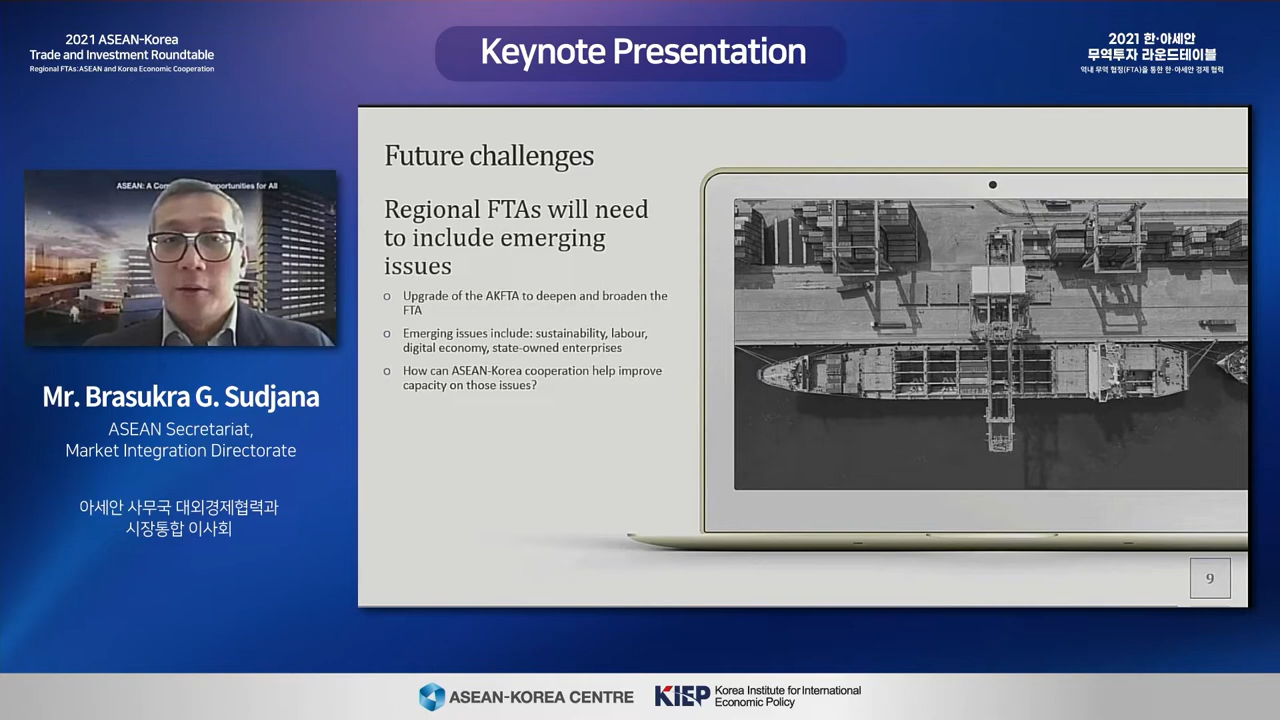 2021 ASEAN-Korea
Trade and Investment Roundtable
Regional FTAs:ASEAN and Korea Economic Cooperation
Keynote Presentation
2021 한·아세안
무역투자 라운드테이블
역내 무역 협정(FTA)을 통한 한·아세안 경제 협력
ASEAN: A Com portunities for All
Mr. Brasukra G. Sudjana
ASEAN Secretariat,
Market Integration Directorate
아세안 사무국 대외경제협력과
시장통합 이사회
Future challenges
Regional FTAs will need
to include emerging
issues
o Upgrade of the AKFTA to deepen and broaden the
FTA
o Emerging issues include: sustainability, labour,
digital economy, state-owned enterprises
o How can ASEAN-Korea cooperation help improve
capacity on those issues?
9
ASEAN-KOREA CENTRE
KIEP Korea Institute for International
Economic Policy